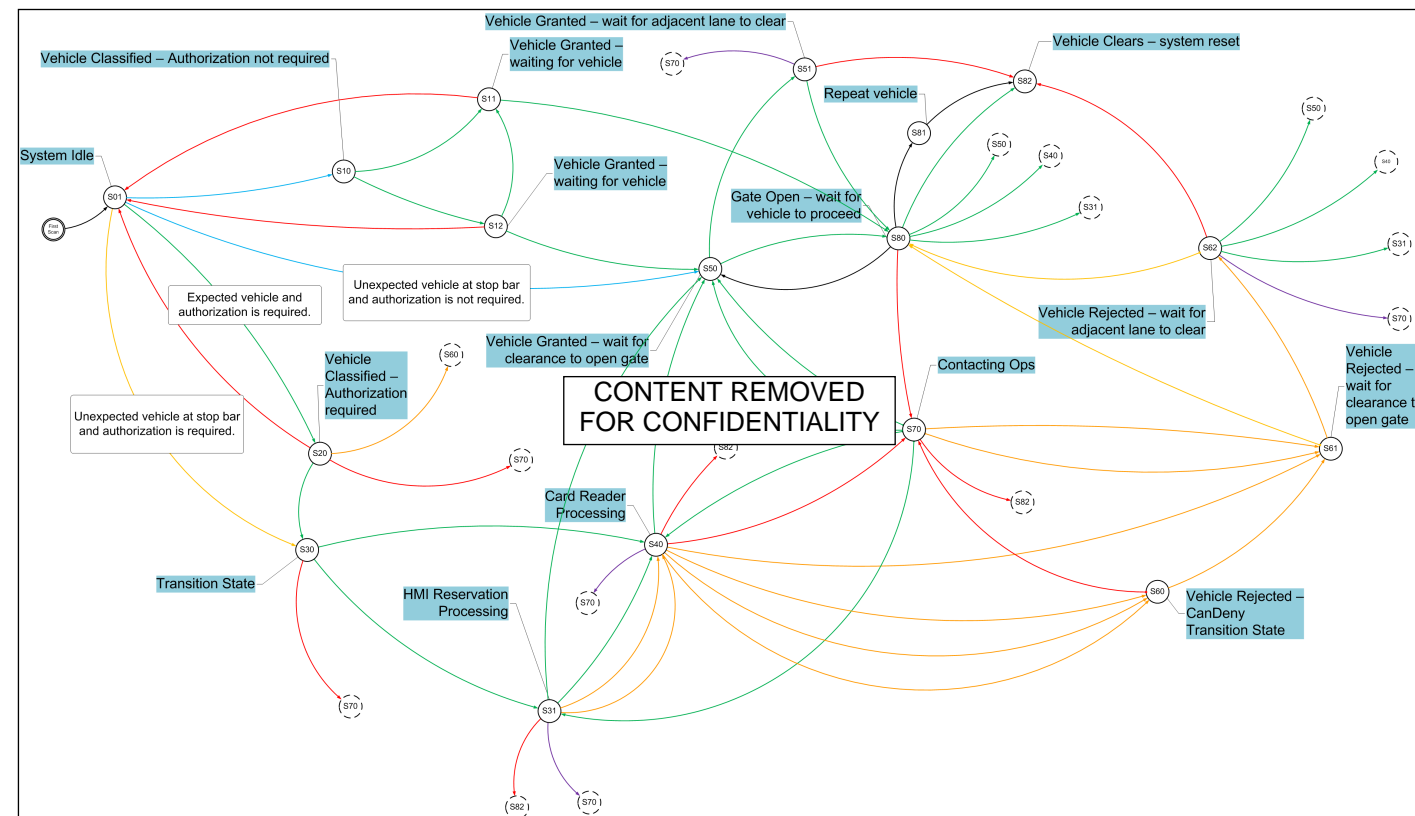 Vehicle Granted – wait for adjacent lane to clear
Vehicle Classified – Authorization not required
Vehicle Granted –
waiting for vehicle
S70
S51
Vehicle Clears – system reset
S82
Repeat vehicle
S11
S81
S50
System Idle
S10
Vehicle Granted –
waiting for vehicle
S50
S40
S40
S01
First
Scan
S12
Gate Open – wait for
vehicle to proceed
S31
S80
S62
S31
Unexpected vehicle at stop bar
and authorization is not required.
S50
Expected vehicle and
authorization is required.
Vehicle Rejected – wait for
adjacent lane to clear
S70
Vehicle Granted – wait for
clearance to open gate
Vehicle
Classified –
Authorization
required
S60
Contacting Ops
Vehicle
Rejected –
wait for
clearance t
open gate
CONTENT REMOVED
FOR CONFIDENTIALITY
Unexpected vehicle at stop bar
and authorization is required.
S20
S70
S82
S70
S61
Card Reader
Processing
S82
S30
S40
Transition State
HMI Reservation
Processing
S70
S60
Vehicle Rejected –
CanDeny
Transition State
S70
S31
S82
S70